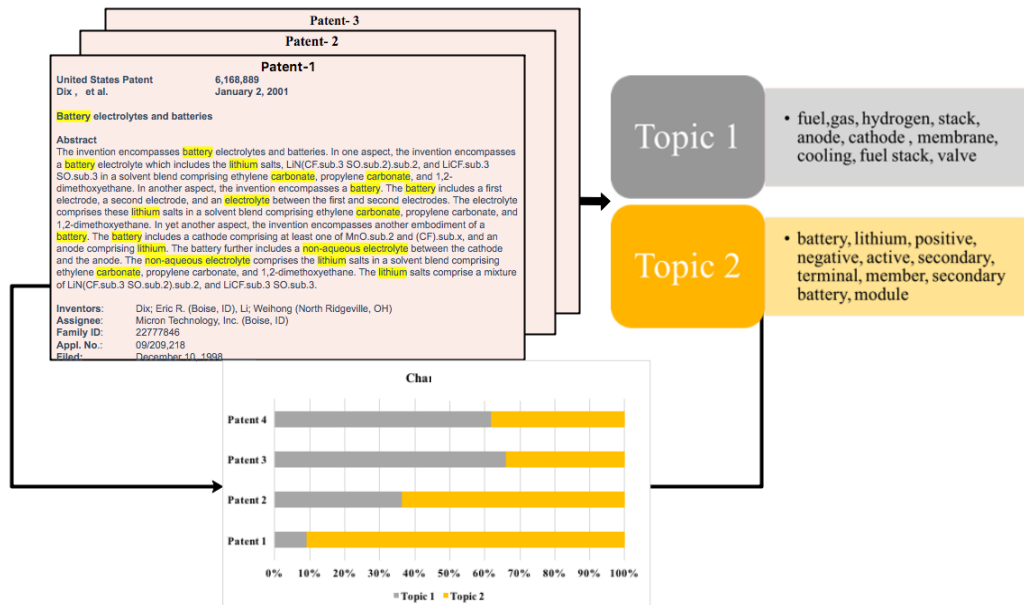 Patent- 3
Patent- 2
Patent-1
United States Patent 6,168,889
Dix , et al. January 2, 2001
Battery electrolytes and batteries
Abstract
The invention encompasses battery electrolytes and batteries. In one aspect, the invention encompasses
a battery electrolyte which includes the lithium salts, LiN(CF.sub.3 SO.sub.2).sub.2, and LiCF.sub.3
SO.sub.3 in a solvent blend comprising ethylene carbonate, propylene carbonate, and 1,2-
dimethoxyethane. In another aspect, the invention encompasses a battery. The battery includes a first
electrode, a second electrode, and an electrolyte between the first and second electrodes. The electrolyte
comprises these lithium salts in a solvent blend comprising ethylene carbonate, propylene carbonate, and
1,2-dimethoxyethane. In yet another aspect, the invention encompasses another embodiment of a
battery. The battery includes a cathode comprising at least one of MnO.sub.2 and (CF).sub.x, and an
anode comprising lithium. The battery further includes a non-aqueous electrolyte between the cathode
and the anode. The non-aqueous electrolyte comprises the lithium salts in a solvent blend comprising
ethylene carbonate, propylene carbonate, and 1,2-dimethoxyethane. The lithium salts comprise a mixture
of LiN(CF.sub.3 SO.sub.2).sub.2, and LiCF.sub.3 SO.sub.3.
Inventors: Dix; Eric R. (Boise, ID), Li; Weihong (North Ridgeville, OH)
Assignee: Micron Technology, Inc. (Boise, ID)
Family ID: 22777846
Appl. No.: 09/209,218
Filed: December 10, 1998
Topic 1
• fuel,gas, hydrogen, stack,
anode, cathode , membrane,
cooling, fuel stack, valve
Topic 2
• battery, lithium, positive,
negative, active, secondary,
terminal, member, secondary
battery, module
Patent 4
Patent 3
Patent 2
Patent 1
0% 10% 20% 30% 40% 50% 60% 70% 80% 90% 100%
Topic 1 Topic 2